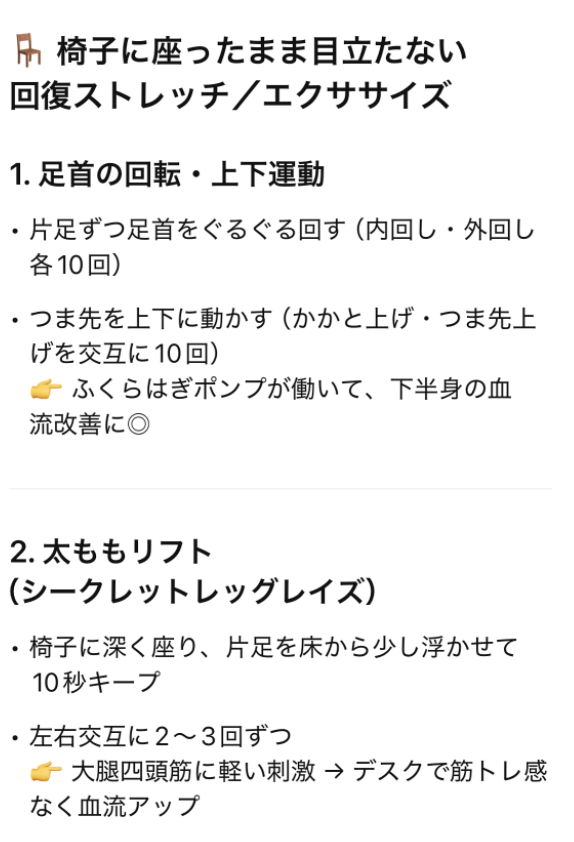 🪑 椅子に座ったまま目立たない
回復ストレッチ／エクササイズ
1. 足首の回転・上下運動
• 片足ずつ足首をぐるぐる回す（内回し・外回し
各10回）
• つま先を上下に動かす（かかと上げ・つま先上
げを交互に10回）
👉 ふくらはぎポンプが働いて、下半身の血
流改善に◎
2. 太ももリフト
（シークレットレッグレイズ）
• 椅子に深く座り、片足を床から少し浮かせて
10秒キープ
• 左右交互に2〜3回ずつ
👉 大腿四頭筋に軽い刺激 → デスクで筋トレ感
なく血流アップ